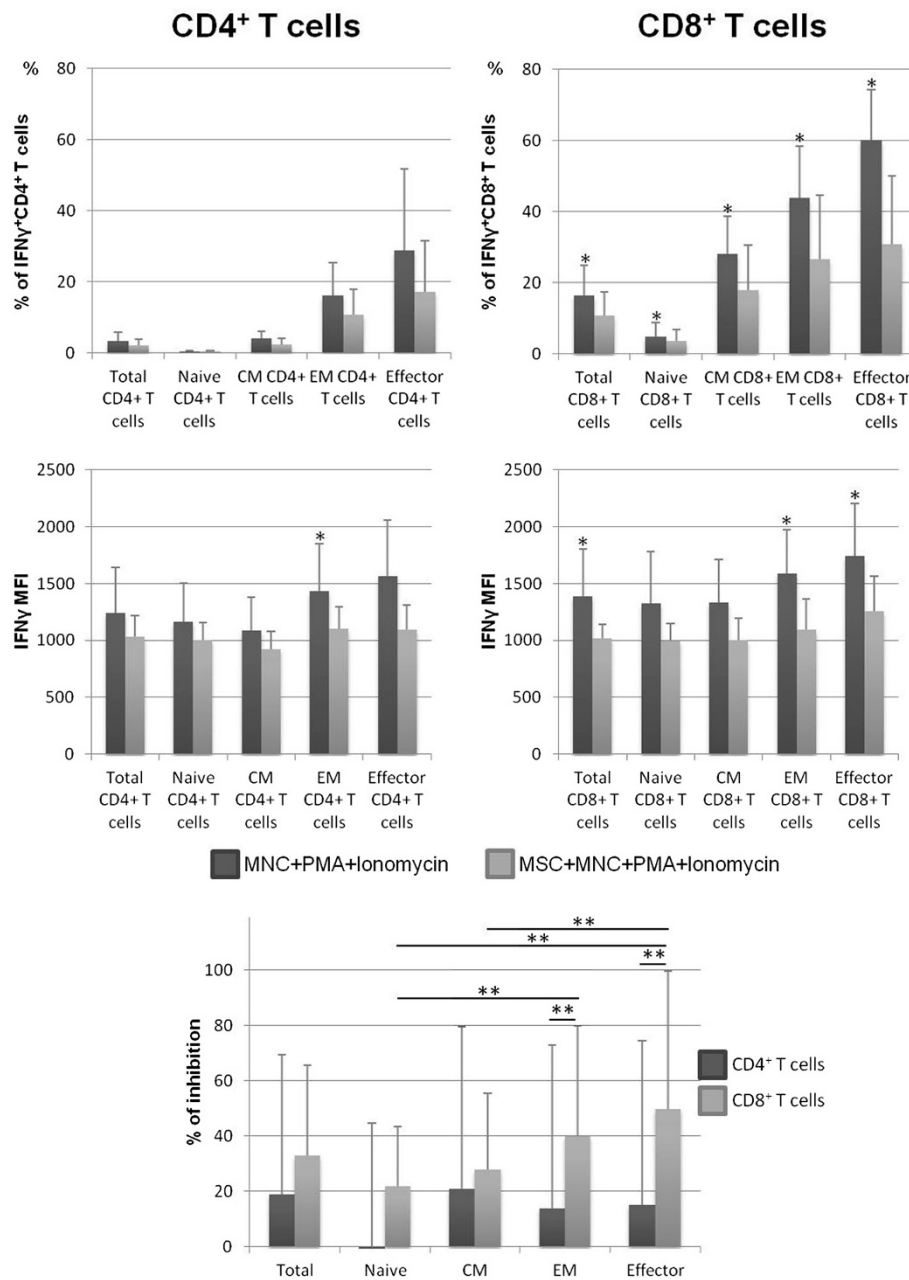 CD4⁺ T cells
CD8⁺ T cells
%
80
60
40
20
0
% of IFNγ⁺CD4⁺ T cells
Total
CD4+ T
cells
Naive
CD4+ T
cells
CM CD4+
T cells
EM CD4+
T cells
Effector
CD4+ T
cells
%
80
60
40
20
0
% of IFNγ⁺CD8⁺ T cells
*
*
*
*
*
Total
CD8+ T
cells
Naive
CD8+ T
cells
CM CD8+
T cells
EM CD8+
T cells
Effector
CD8+ T
cells
2500
2000
1500
1000
500
0
IFNγ MFI
*
Total
CD4+ T
cells
Naive
CD4+ T
cells
CM
CD4+ T
cells
EM
CD4+ T
cells
Effector
CD4+ T
cells
2500
2000
1500
1000
500
0
IFNγ MFI
*
*
*
Total
CD8+ T
cells
Naive
CD8+ T
cells
CM
CD8+ T
cells
EM
CD8+ T
cells
Effector
CD8+ T
cells
MNC+PMA+Ionomycin
MSC+MNC+PMA+Ionomycin
**
**
**
**
**
100
80
60
40
20
0
% of inhibition
Total
Naive
CM
EM
Effector
CD4⁺ T cells
CD8⁺ T cells